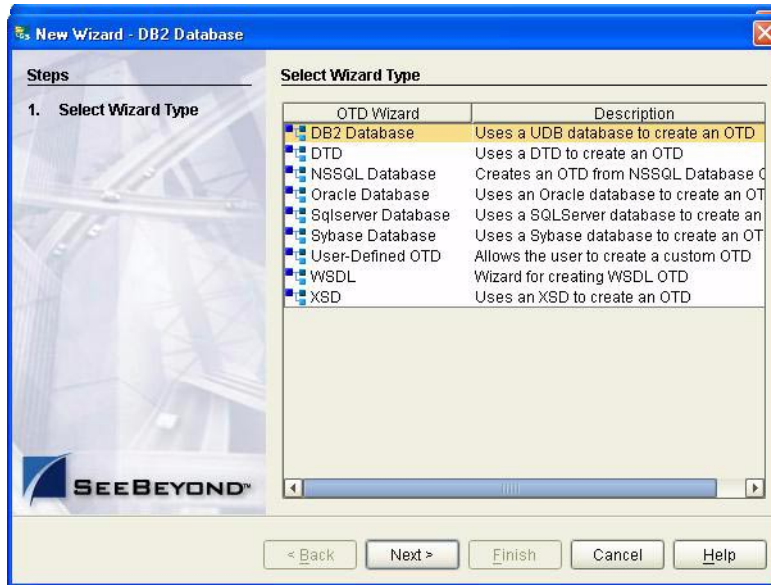 New Wizard - DB2 Database
Steps
1. Select Wizard Type
Select Wizard Type
OTD Wizard Description
DB2 Database Uses a UDB database to create an OTD
DTD Uses a DTD to create an OTD
NSSQL Database Creates an OTD from NSSQL Database
Oracle Database Uses an Oracle database to create an OT
Sqlserver Database Uses a SQLServer database to create an
Sybase Database Uses a Sybase database to create an OT
User-Defined OTD Allows the user to create a custom OTD
WSDL Wizard for creating WSDL OTD
XSD Uses an XSD to create an OTD
SEEBEYOND™
< Back Next > Finish Cancel Help